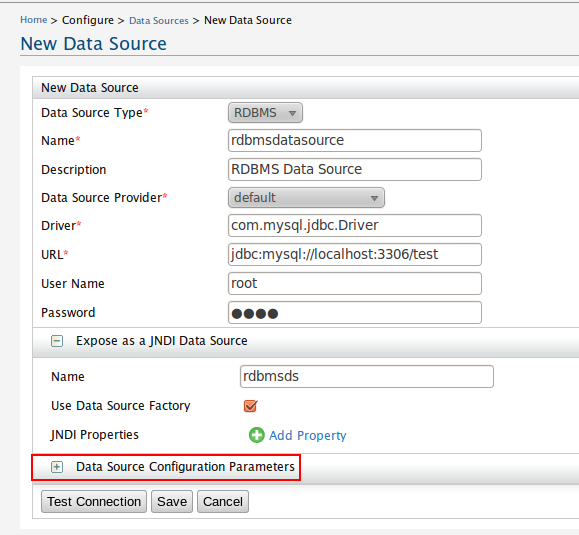 Home > Configure > Data Sources > New Data Source
New Data Source
New Data Source
Data Source Type* RDBMS
Name* rdbmsdatasource
Description RDBMS Data Source
Data Source Provider* default
Driver* com.mysql.jdbc.Driver
URL* jdbc:mysql://localhost:3306/test
User Name root
Password ●●●●
Expose as a JNDI Data Source
Name rdbmsds
Use Data Source Factory
JNDI Properties Add Property
Data Source Configuration Parameters
Test Connection Save Cancel